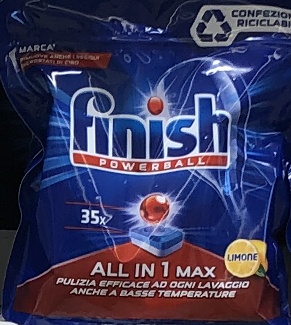 CONFEZIONE
RICICLABILE
MARCA
finish
POWERBALL
35x
LIMONE
ALL IN 1 MAX
PULIZIA EFFICACE AD OGNI LAVAGGIO
ANCHE A BASSE TEMPERATURE